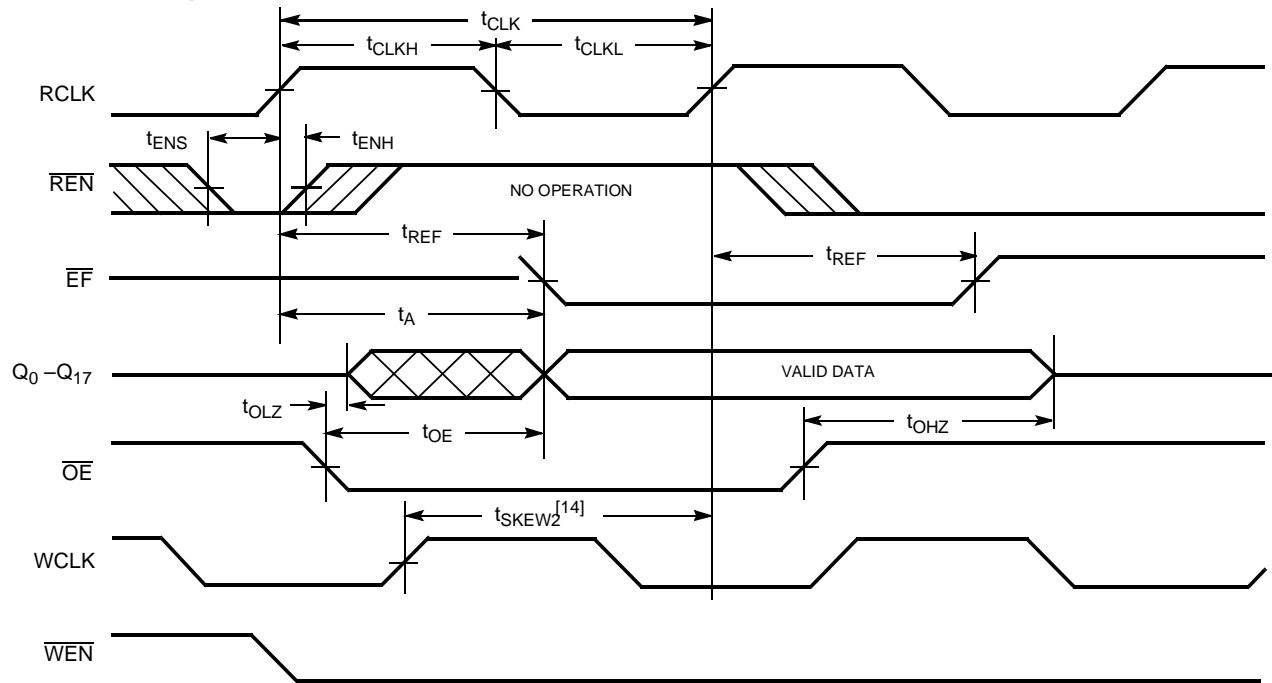 tCLK
tCLKH
tCLKL
RCLK
tENS
tENH
REN
NO OPERATION
tREF
tREF
EF
tA
Q0 –Q17
VALID DATA
tOLZ
tOE
tOHZ
OE
tSKEW2[14]
WCLK
WEN